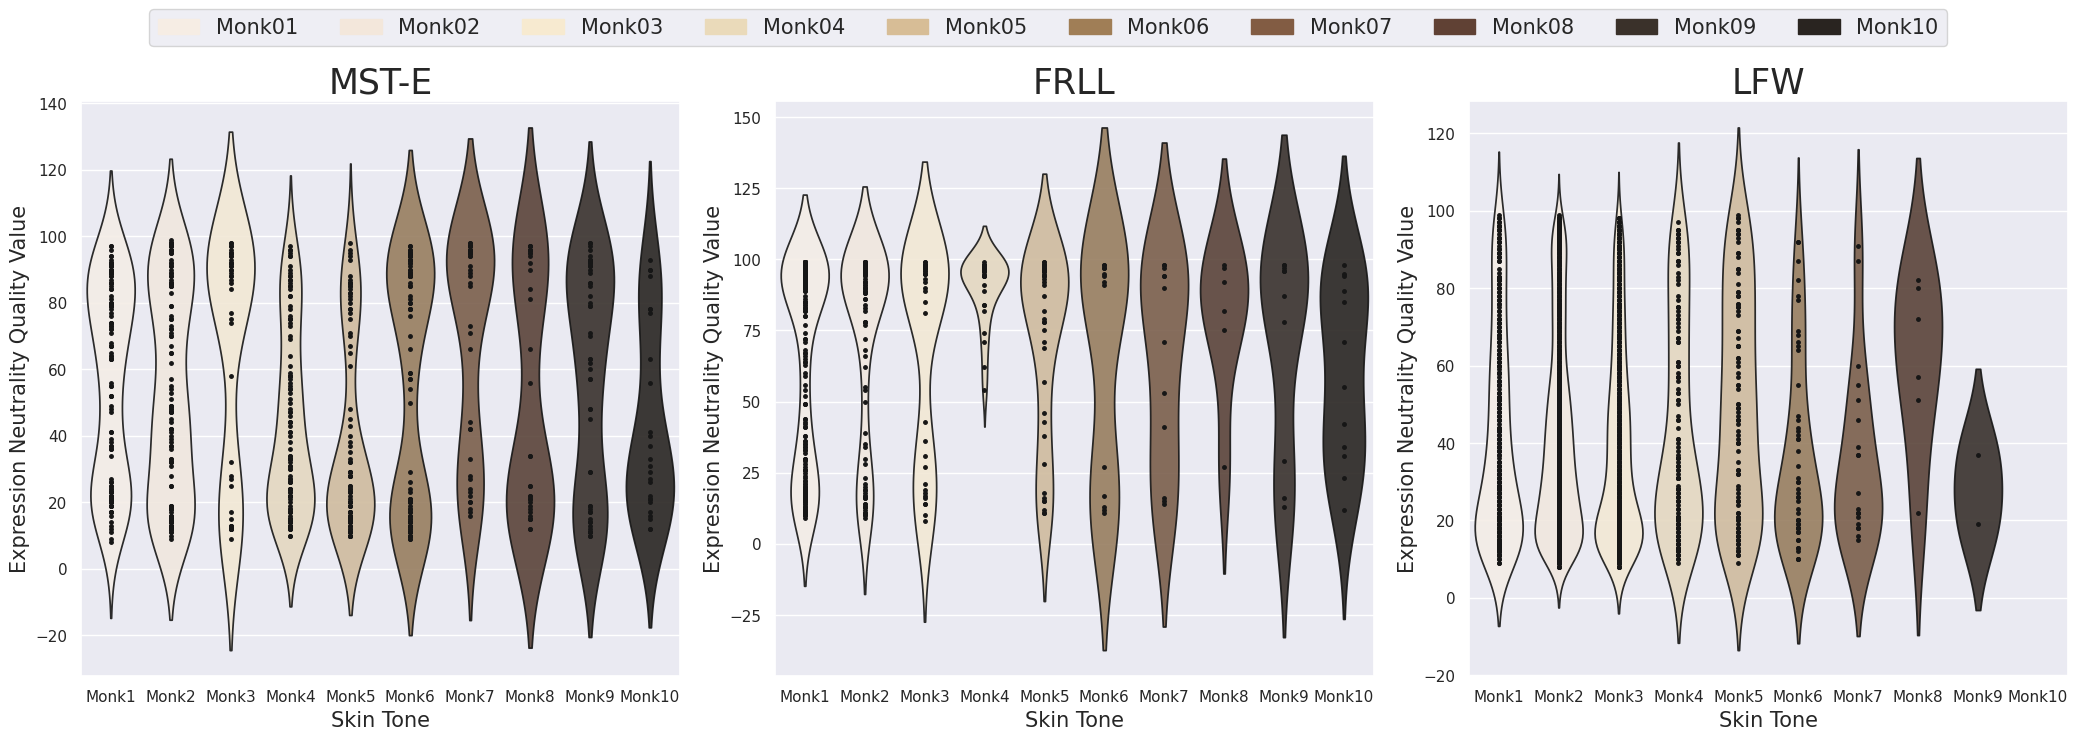 Monk01 Monk02 Monk03 Monk04 Monk05 Monk06 Monk07 Monk08 Monk09 Monk10
MST-E
Expression Neutrality Quality Value
140
120
100
80
60
40
20
0
−20
Monk1 Monk2 Monk3 Monk4 Monk5 Monk6 Monk7 Monk8 Monk9 Monk10
Skin Tone
FRLL
Expression Neutrality Quality Value
150
125
100
75
50
25
0
−25
Monk1 Monk2 Monk3 Monk4 Monk5 Monk6 Monk7 Monk8 Monk9 Monk10
Skin Tone
LFW
Expression Neutrality Quality Value
120
100
80
60
40
20
0
−20
Monk1 Monk2 Monk3 Monk4 Monk5 Monk6 Monk7 Monk8 Monk9 Monk10
Skin Tone